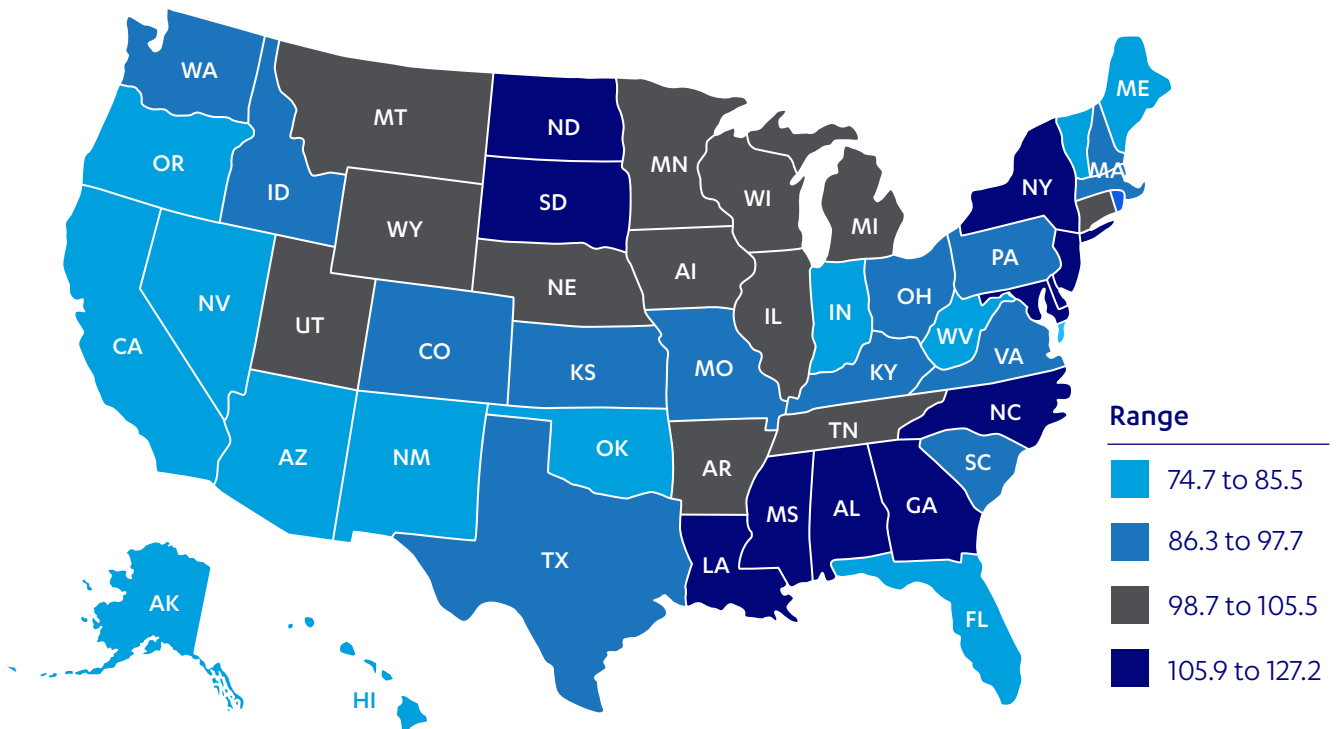 ME
WA
MT
ND
MN
OR
ID
SD
WI
MI
NY
MA
WY
NE
AI
PA
NV
UT
CO
IL
IN
OH
WV
VA
CA
KS
MO
KY
AZ
NM
OK
AR
TN
NC
SC
TX
MS
AL
GA
LA
FL
AK
HI
Range
74.7 to 85.5
86.3 to 97.7
98.7 to 105.5
105.9 to 127.2